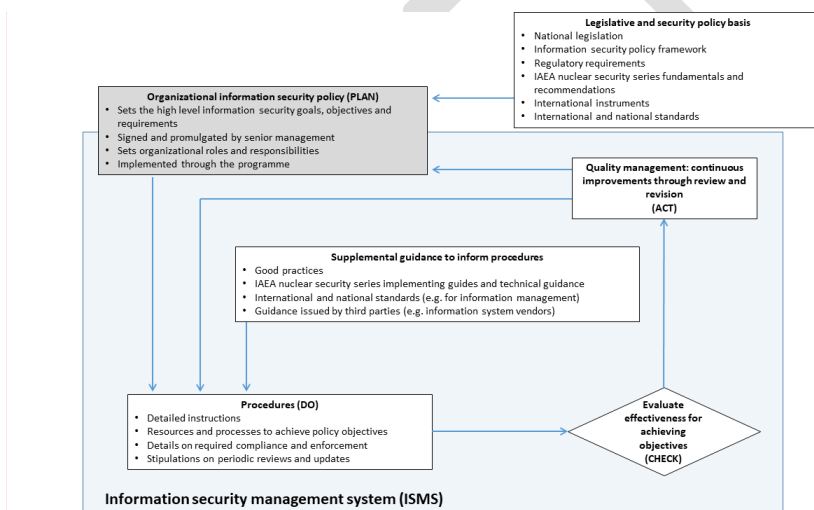 Legislative and security policy basis
• National legislation
• Information security policy framework
• Regulatory requirements
• IAEA nuclear security series fundamentals and
recommendations
• International instruments
• International and national standards
Organizational information security policy (PLAN)
• Sets the high level information security goals, objectives and
requirements
• Signed and promulgated by senior management
• Sets organizational roles and responsibilities
• Implemented through the programme
Quality management: continuous
improvements through review and
revision
(ACT)
Supplemental guidance to inform procedures
• Good practices
• IAEA nuclear security series implementing guides and technical guidance
• International and national standards (e.g. for information management)
• Guidance issued by third parties (e.g. information system vendors)
Procedures (DO)
• Detailed instructions
• Resources and processes to achieve policy objectives
• Details on required compliance and enforcement
• Stipulations on periodic reviews and updates
Evaluate
effectiveness for
achieving
objectives
(CHECK)
Information security management system (ISMS)